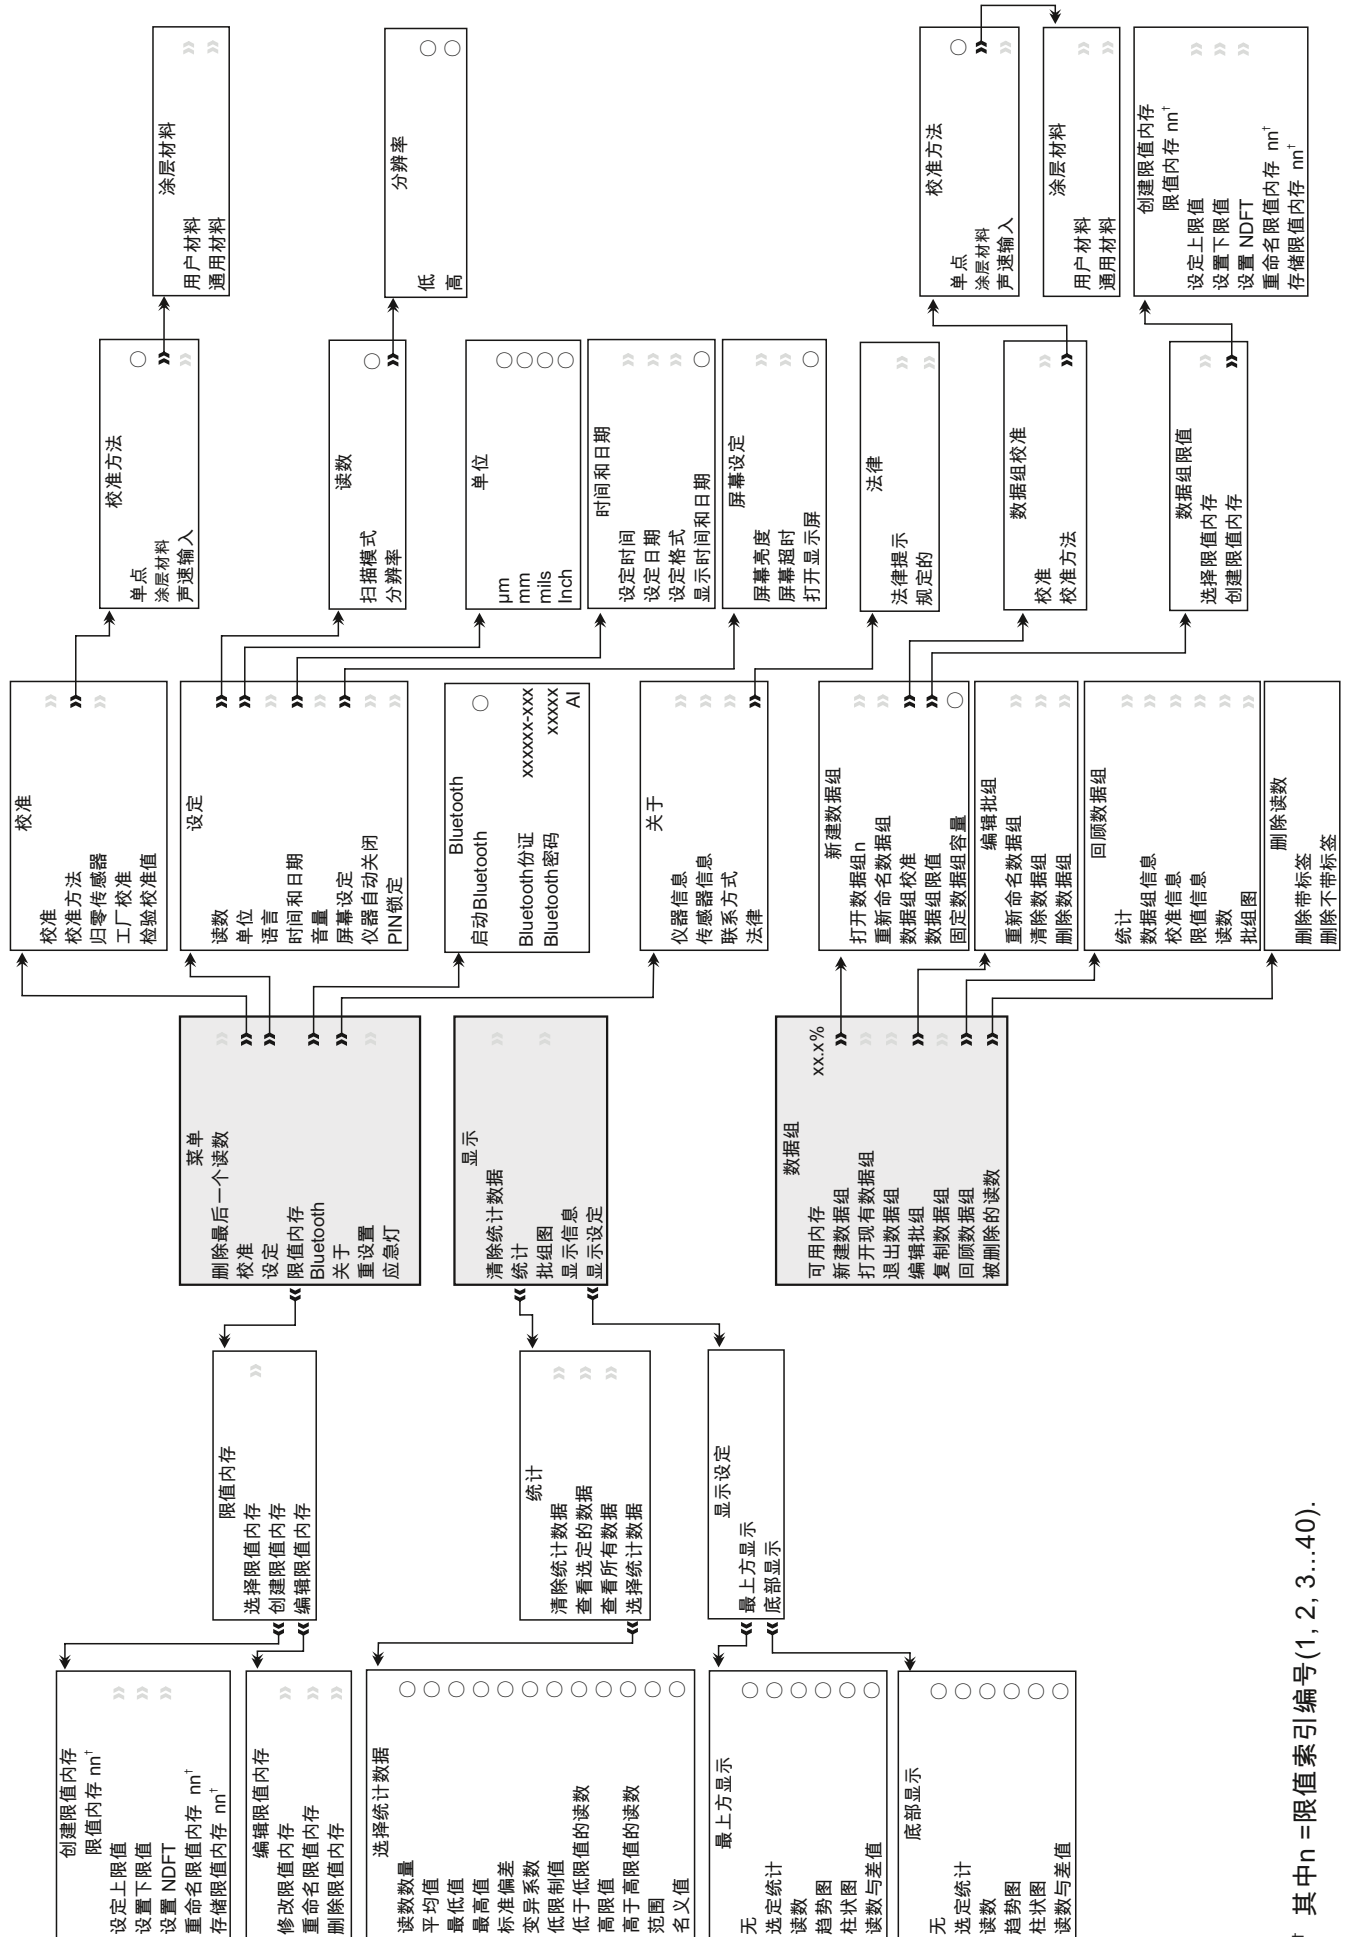 创建限值内存
限值内存 nn†
设定上限值
设置下限值
设置 NDFT
重命名限值内存 nn†
存储限值内存 nn†
编辑限值内存
修改限值内存
重命名限值内存
删除限值内存
选择统计数据
读数数量
平均值
最低值
最高值
标准偏差
变异系数
低限制值
低于低限值的读数
高限值
高于高限值的读数
范围
名义值
最上方显示
无
选定统计
读数
趋势图
柱状图
读数与差值
底部显示
无
选定统计
读数
趋势图
柱状图
读数与差值
限值内存
选择限值内存
创建限值内存
编辑限值内存
统计
清除统计数据
查看选定的数据
查看所有数据
选择统计数据
显示设定
最上方显示
底部显示
菜单
删除最后一个读数
校准
设定
限值内存
Bluetooth
关于
重设置
应急灯
显示
清除统计数据
统计
批组图
显示信息
显示设定
数据组
可用内存 xx.x%
新建数据组
打开现有数据组
退出数据组
编辑批组
复制数据组
回顾数据组
被删除的读数
校准
校准
校准方法
归零传感器
工厂校准
检验校准值
设定
读数
单位
语言
时间和日期
音量
屏幕设定
仪器自动关闭
PIN锁定
Bluetooth
启动Bluetooth
Bluetooth份证 xxxxxx-xxx
Bluetooth密码 xxxxx
AI
关于
仪器信息
传感器信息
联系方式
法律
新建数据组
打开数据组n
重新命名数据组
数据组校准
数据组限值
固定数据组容量
编辑批组
重新命名数据组
清除数据组
删除数据组
回顾数据组
统计
数据组信息
校准信息
限值信息
读数
批组图
删除读数
删除带标签
删除不带标签
校准方法
单点
涂层材料
声速输入
读数
扫描模式
分辨率
单位
µm
mm
mils
Inch
时间和日期
设定时间
设定日期
设定格式
显示时间和日期
屏幕设定
屏幕亮度
屏幕超时
打开显示屏
法律
法律提示
规定的
数据组校准
校准
校准方法
数据组限值
选择限值内存
创建限值内存
涂层材料
用户材料
通用材料
分辨率
低
高
校准方法
单点
涂层材料
声速输入
涂层材料
用户材料
通用材料
创建限值内存
限值内存 nn†
设定上限值
设置下限值
设置 NDFT
重命名限值内存 nn†
存储限值内存 nn†
† 其中n =限值索引编号(1, 2, 3...40).